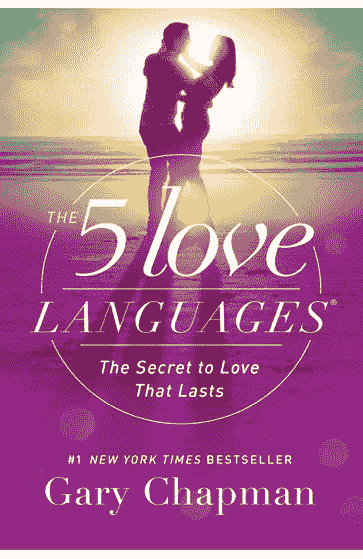 THE
5 love
LANGUAGES®
The Secret to Love
That Lasts
#1 NEW YORK TIMES BESTSELLER
Gary Chapman